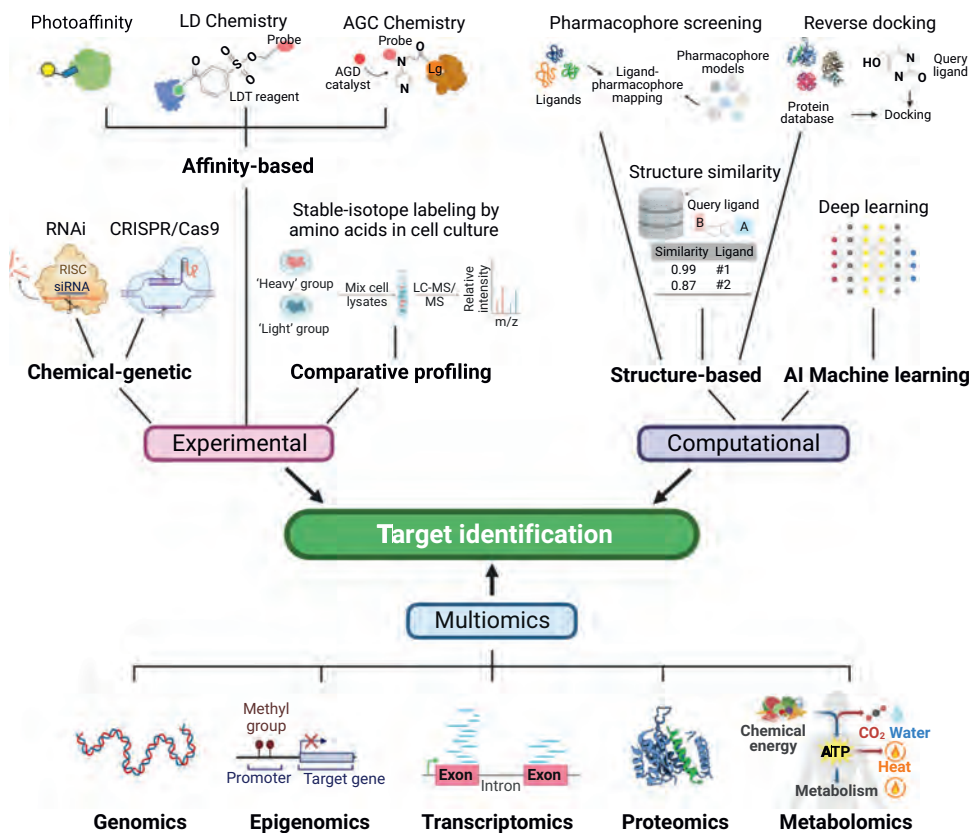 Photoaffinity
LD Chemistry
Probe
LDT reagent
O
O
S
O
O
AGC Chemistry
Probe
AGD
catalyst
O
N
N
Lg
Affinity-based
Pharmacophore screening
Ligands
Ligand-
pharmacophore
mapping
Pharmacophore
models
Reverse docking
Protein
database
HO
N
N
O
Query
ligand
Docking
RNAi
RISC
siRNA
CRISPR/Cas9
Chemical-genetic
Stable-isotope labeling by
amino acids in cell culture
'Heavy' group
'Light' group
Mix cell
lysates
LC-MS/
MS
Relative
intensity
m/z
Comparative profiling
Structure similarity
Query ligand
B
A
Similarity Ligand
0.99 #1
0.87 #2
Structure-based
Deep learning
AI Machine learning
Experimental
Computational
Target identification
Multiomics
Genomics
Methyl
group
Promoter
Target gene
Epigenomics
Exon
Intron
Exon
Transcriptomics
Proteomics
Chemical
energy
CO₂ Water
ATP
Heat
Metabolism
Metabolomics